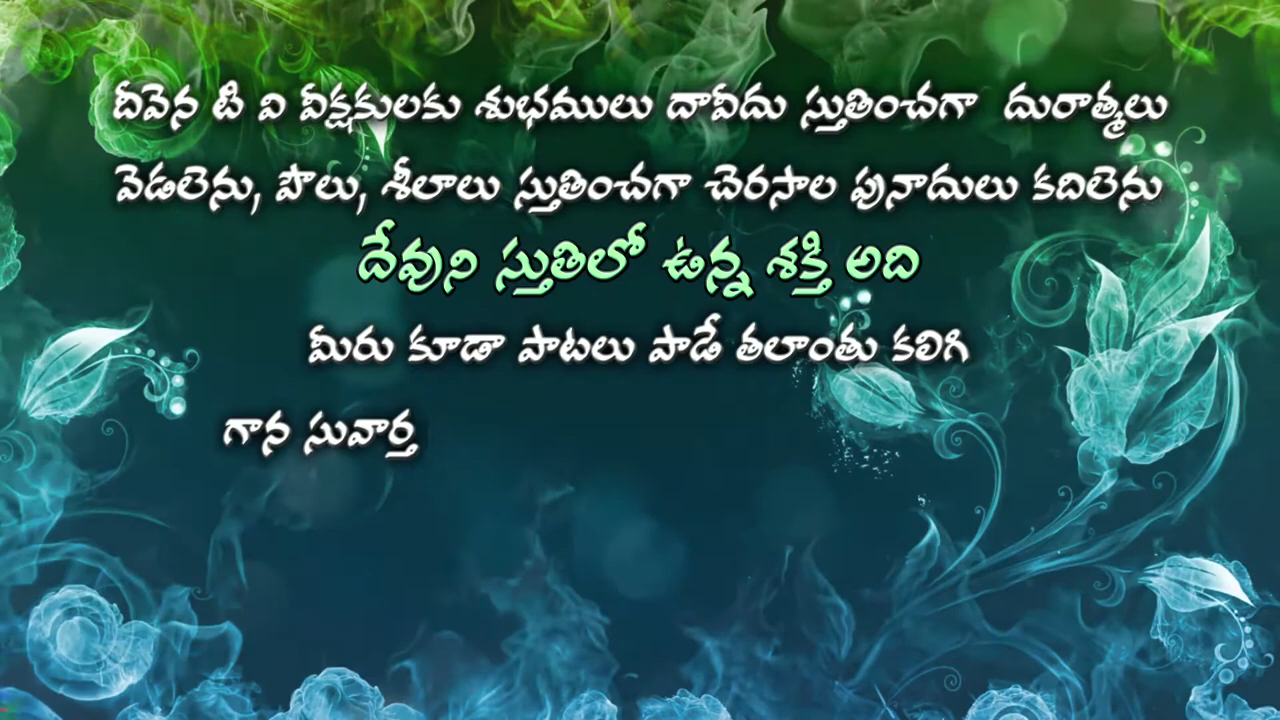 దీవెన టి వి వీక్షకులకు శుభములు దావీదు స్తుతించగా దురాత్మలు
వెడలెను, పౌలు, శీలాలు స్తుతించగా చెరసాల పునాదులు కదిలెను
దేవుని స్తుతిలో ఉన్న శక్తి అది
మీరు కూడా పాటలు పాడే తలాంతు కలిగి
గాన సువార్త